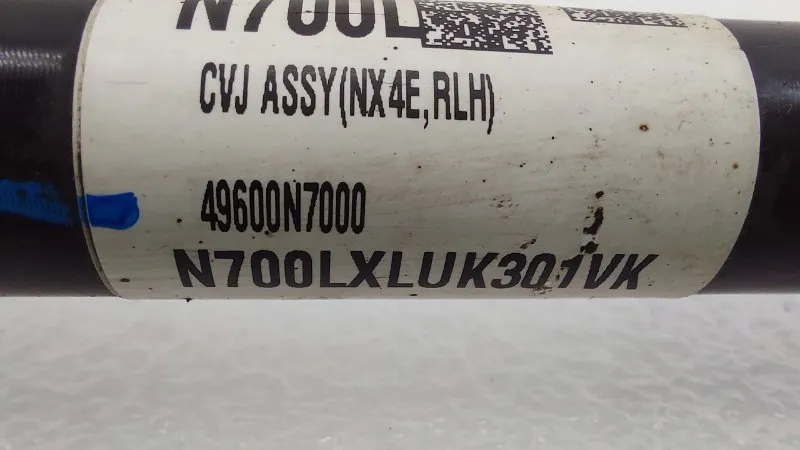 N700L
CVJ ASSY(NX4E,RLH)
49600N7000
N700LXLUK301VK